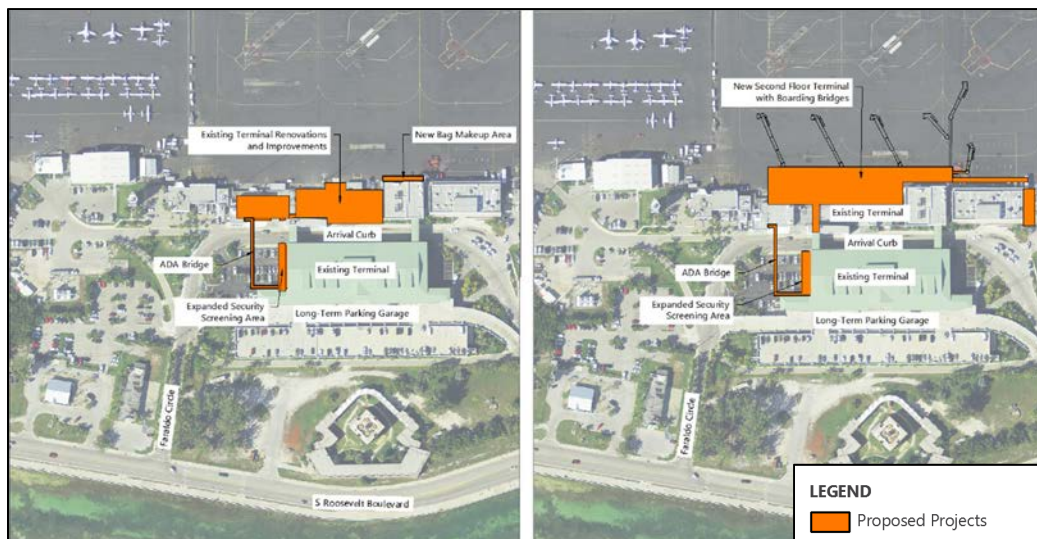 Existing Terminal Renovations
and Improvements
New Bag Makeup Area
Arrival Curb
ADA Bridge
Existing Terminal
Expanded Security
Screening Area
Long-Term Parking Garage
Faraldo Circle
S Roosevelt Boulevard
New Second Floor Terminal
with Boarding Bridges
Existing Terminal
Arrival Curb
ADA Bridge
Existing Terminal
Expanded Security
Screening Area
Long-Term Parking Garage
Faraldo Circle
LEGEND
Proposed Projects